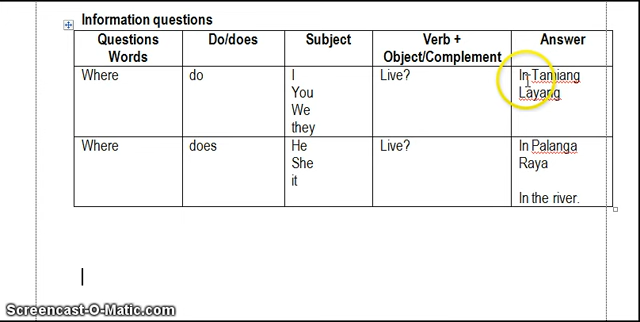 Information questions
Questions Words Do/does Subject Verb + Object/Complement Answer
Where do I Live? In Tamiang
You Layang
We
they
Where does He Live? In Palanga
She Raya
it
In the river.
Screencast-O-Matic.com